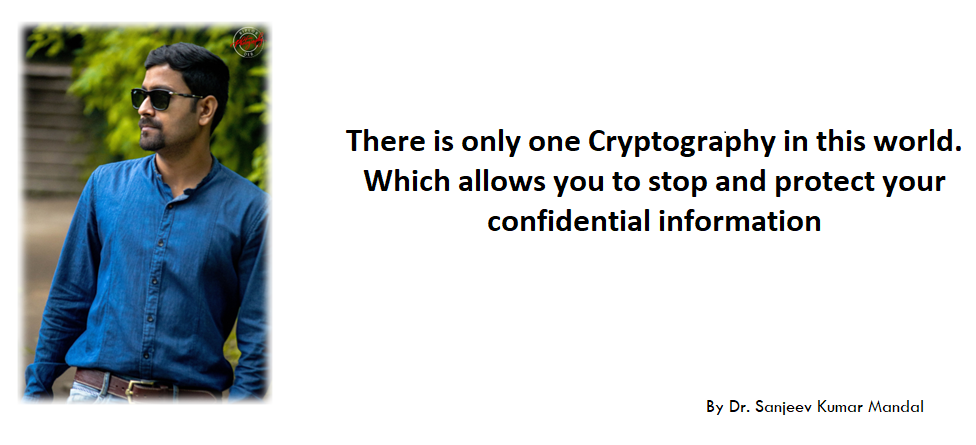 There is only one Cryptography in this world.
Which allows you to stop and protect your
confidential information
By Dr. Sanjeev Kumar Mandal